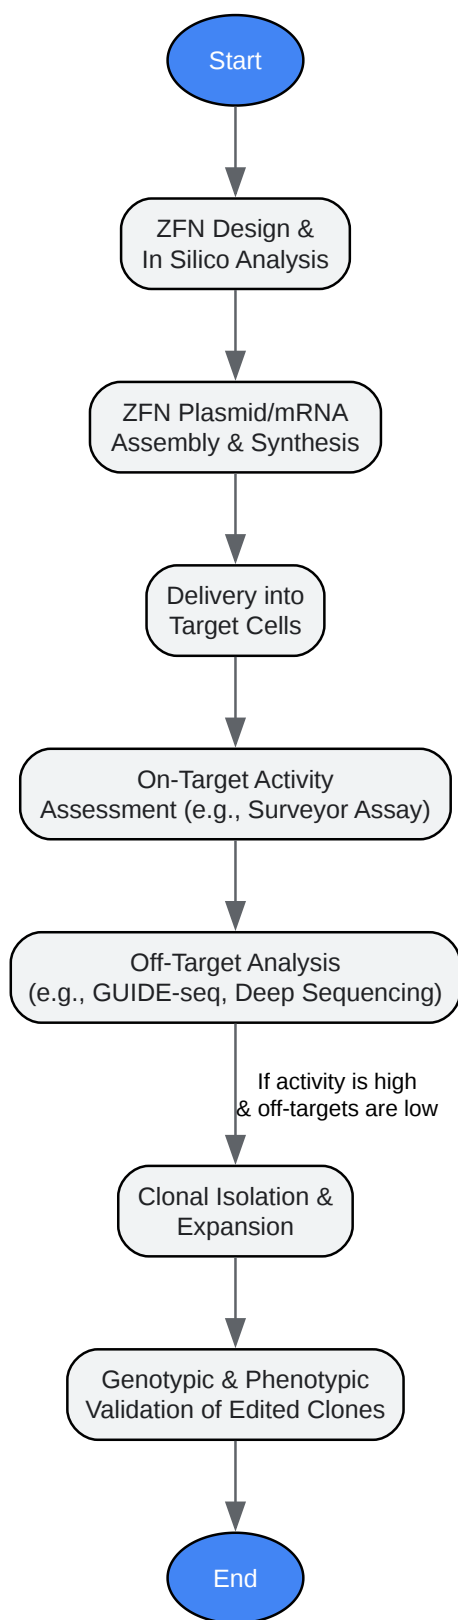 Start
ZFN Design &
In Silico Analysis
ZFN Plasmid/mRNA
Assembly & Synthesis
Delivery into
Target Cells
On-Target Activity
Assessment (e.g., Surveyor Assay)
Off-Target Analysis
(e.g., GUIDE-seq, Deep Sequencing)
If activity is high
& off-targets are low
Clonal Isolation &
Expansion
Genotypic & Phenotypic
Validation of Edited Clones
End